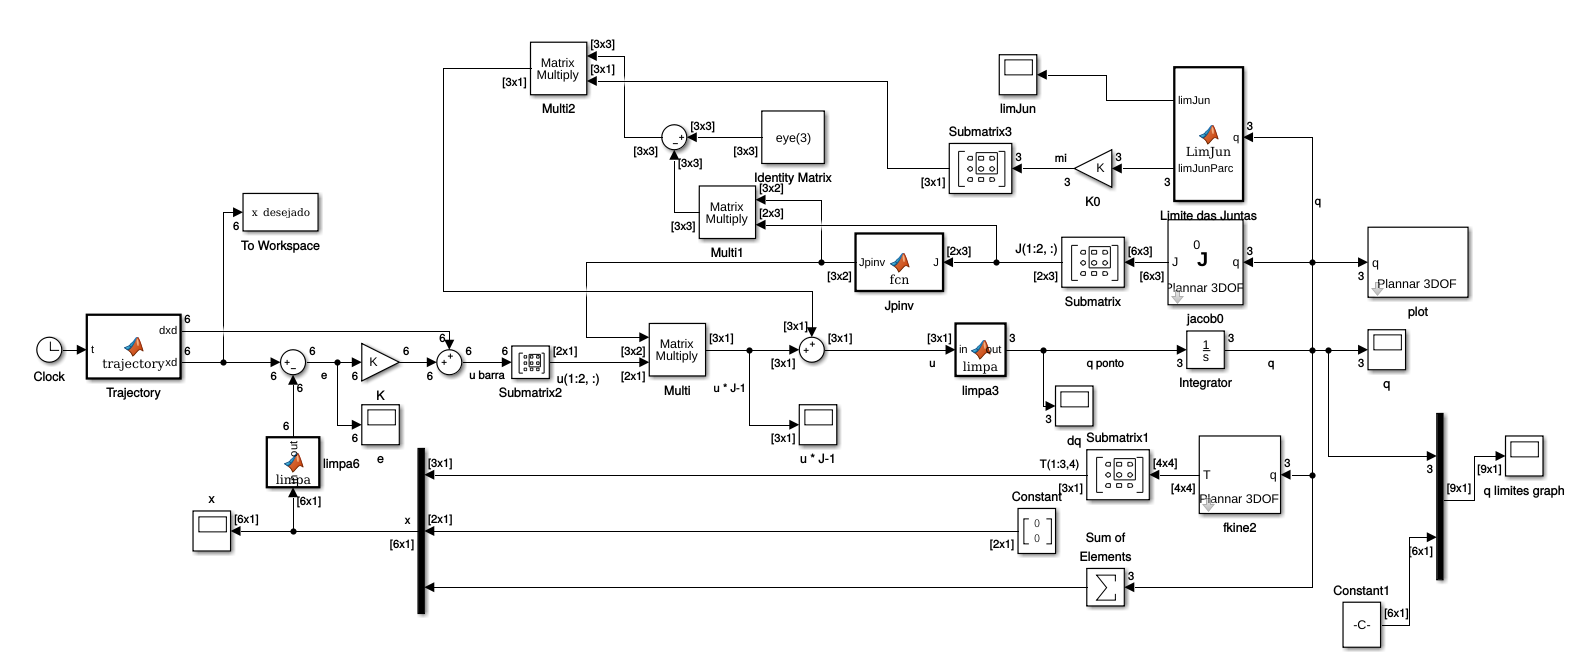 [3x3]
Matrix
Multiply
[3x1]
[3x1]
Multi2
limJun
limJun
3
q
LimJun
limJunParc
3
Limite das Juntas
[3x3]
eye(3)
[3x3]
[3x3]
[3x3]
Identity Matrix
+
−
Submatrix3
3
mi
3
K
3
[3x1]
K0
q
[3x2]
Matrix
Multiply
[2x3]
[3x3]
Multi1
x desejado
6
To Workspace
Jpinv
J
fcn
[3x2]
[2x3]
Jpinv
J(1:2, :)
[2x3]
[6x3]
[6x3]
Submatrix
0
J
J
q
3
Plannar 3DOF
jacob0
q
3
Plannar 3DOF
plot
t
dxd
trajectory
xd
6
6
Clock
Trajectory
6
+
−
6
6
e
6
K
6
K
6
6
+
+
6
u barra
6
[2x1]
u(1:2, :)
Submatrix2
[3x2]
[2x1]
Matrix
Multiply
[3x1]
Multi
u * J-1
[3x1]
[3x1]
+
+
[3x1]
[3x1]
u
in
out
limpa
3
limpa3
q ponto
3
1
s
3
Integrator
q
3
q
6
e
[3x1]
u * J-1
3
dq
6
out
limpa
limpa6
[6x1]
x
[6x1]
x
[6x1]
[3x1]
[2x1]
T(1:3,4)
[3x1]
Submatrix1
[4x4]
[4x4]
T
q
3
Plannar 3DOF
fkine2
Constant
0
0
[2x1]
Sum of
Elements
3
3
[9x1]
[9x1]
q limites graph
[6x1]
Constant1
-C-
[6x1]